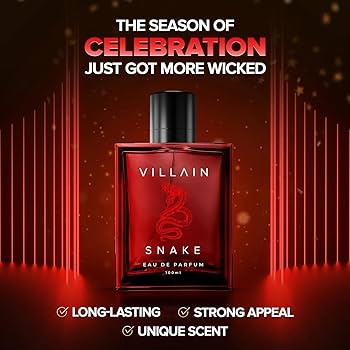 THE SEASON OF
CELEBRATION
JUST GOT MORE WICKED
VILLAIN
SNAKE
EAU DE PARFUM
100ml
LONG-LASTING
STRONG APPEAL
UNIQUE SCENT